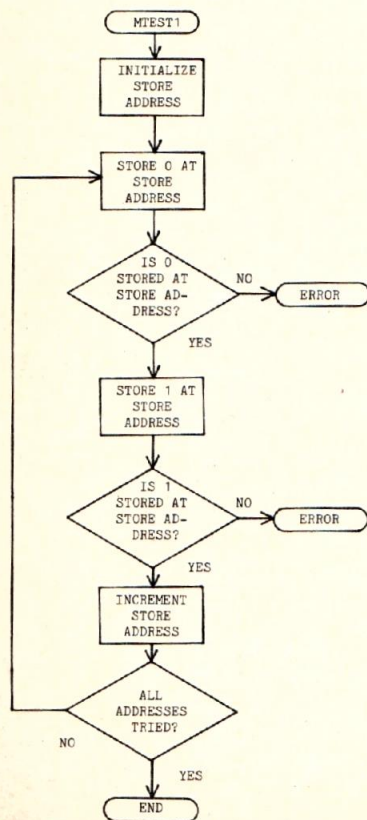 MTEST1
INITIALIZE
STORE
ADDRESS
STORE 0 AT
STORE
ADDRESS
IS 0
STORED AT
STORE AD-
DRESS?
NO
ERROR
YES
STORE 1 AT
STORE
ADDRESS
IS 1
STORED AT
STORE AD-
DRESS?
NO
ERROR
YES
INCREMENT
STORE
ADDRESS
ALL
ADDRESSES
TRIED?
NO
YES
END